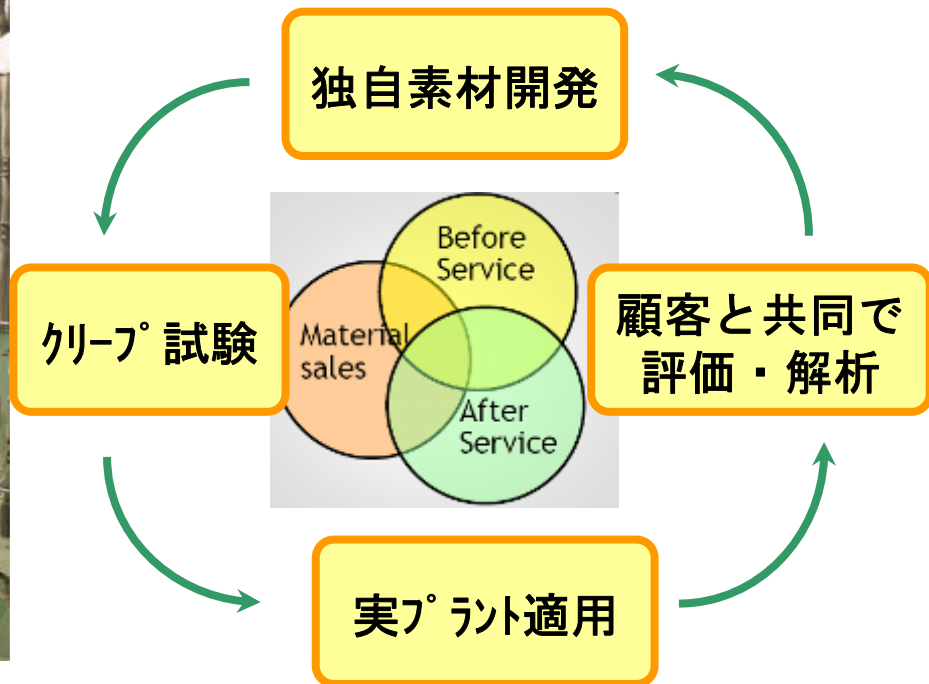 独自素材開発
Before
Service
ｸﾘｰﾌﾟ試験
Material
sales
顧客と共同で
評価・解析
After
Service
実ﾌﾟﾗﾝﾄ適用